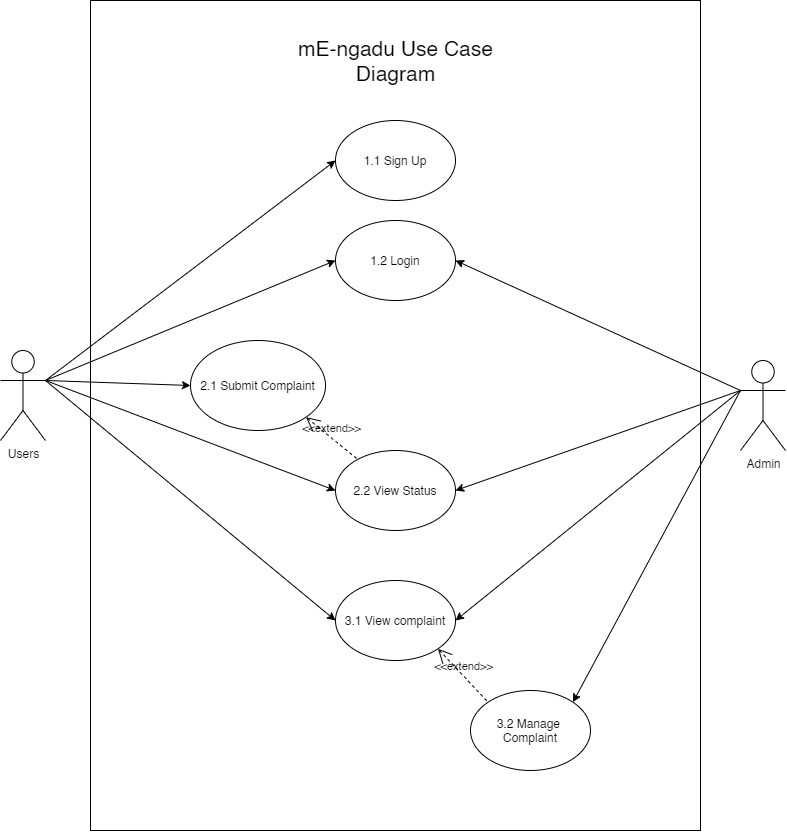 mE-ngadu Use Case
Diagram
1.1 Sign Up
1.2 Login
2.1 Submit Complaint
<<extend>>
Users
Admin
2.2 View Status
3.1 View complaint
<<extend>>
3.2 Manage
Complaint